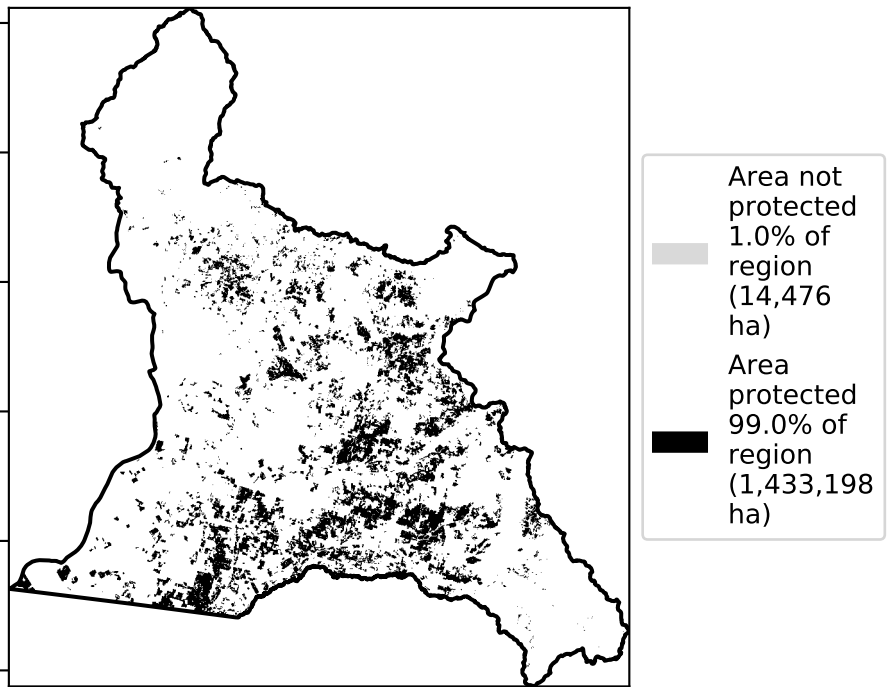 Area not
protected
1.0% of
region
(14,476
ha)
Area
protected
99.0% of
region
(1,433,198
ha)